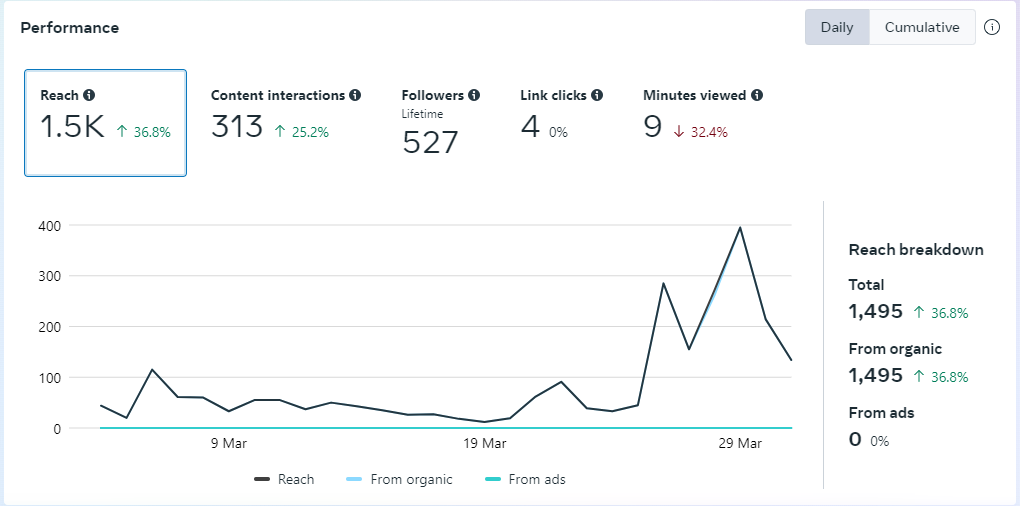 Performance
Daily Cumulative
Reach Content interactions Followers Link clicks Minutes viewed
Lifetime
1.5K ↑ 36.8% 313 ↑ 25.2% 527 4 0% 9 ↓ 32.4%
400
300
200
100
0
9 Mar 19 Mar 29 Mar
Reach From organic From ads
Reach breakdown
Total
1,495 ↑ 36.8%
From organic
1,495 ↑ 36.8%
From ads
0 0%